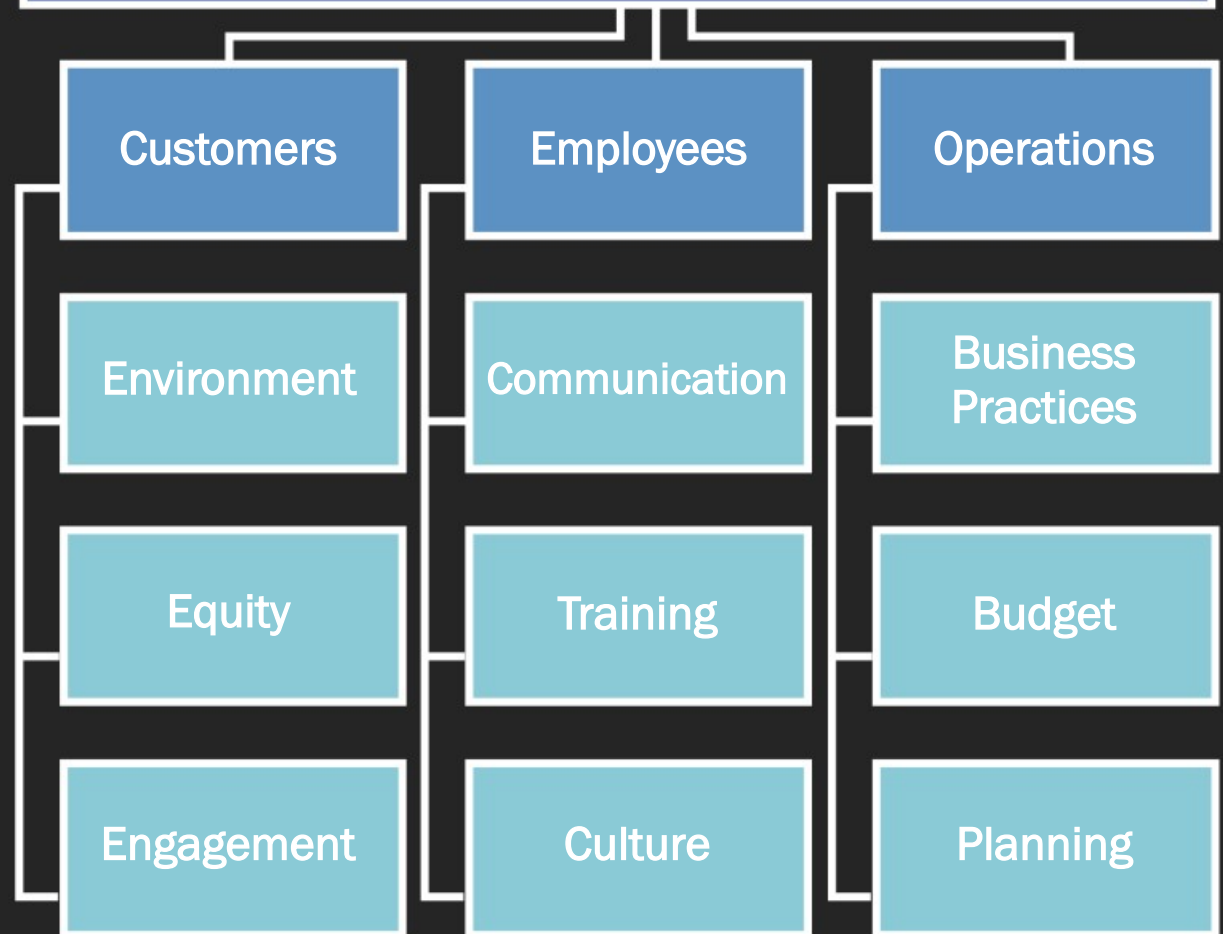 Customers
Environment
Equity
Engagement
Employees
Communication
Training
Culture
Operations
Business
Practices
Budget
Planning